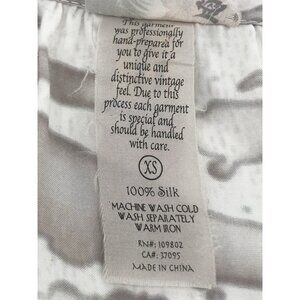 This garment
was professionally
hand-prepared for
you to give it a
unique and
distinctive vintage
feel. Due to this
process each garment
is special and
should be handled
with care.
XS
100% Silk
MACHINE WASH COLD
WASH SEPARATELY
WARM IRON
RN#: 109802
CA#: 37095
MADE IN CHINA